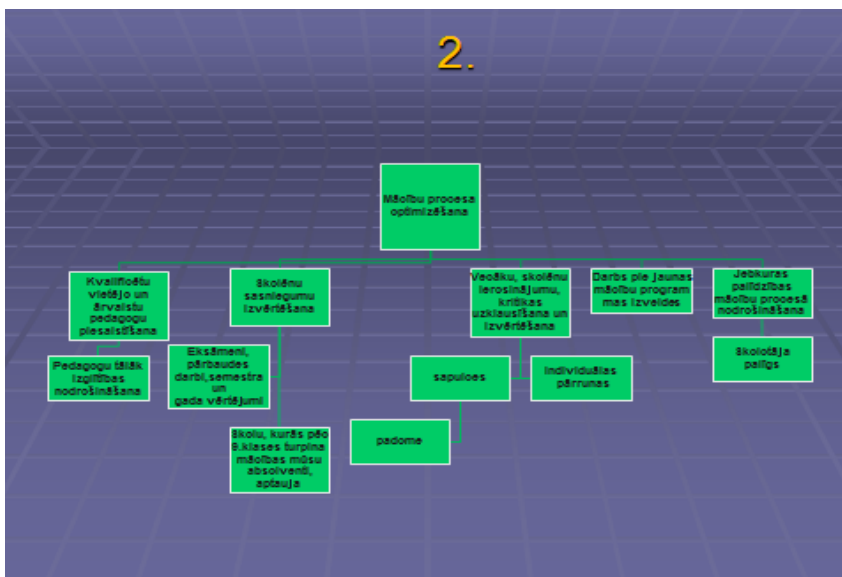 2.
Mācību procesa
optimizēšana
Kvalificētu
vietējo un
ārvalstu
pedagogu
piesaistīšana
Skolēnu
sasniegumu
izvērtēšana
Vecāku, skolēnu
ierosinājumu,
kritikas
uzklausīšana un
izvērtēšana
Darbs pie jaunas
mācību program
mas izveides
Jebkuras
palīdzības
mācību procesā
nodrošināšana
Pedagogu tālāk
izglītības
nodrošināšana
Eksāmeni,
pārbaudes
darbi,semestra
un
gada vērtējumi
sapulces
individuālas
pārrunas
skolotāja
palīgs
Skolu, kurās pēc
9.klases turpina
mācības mūsu
absolventi,
aptauja
padome